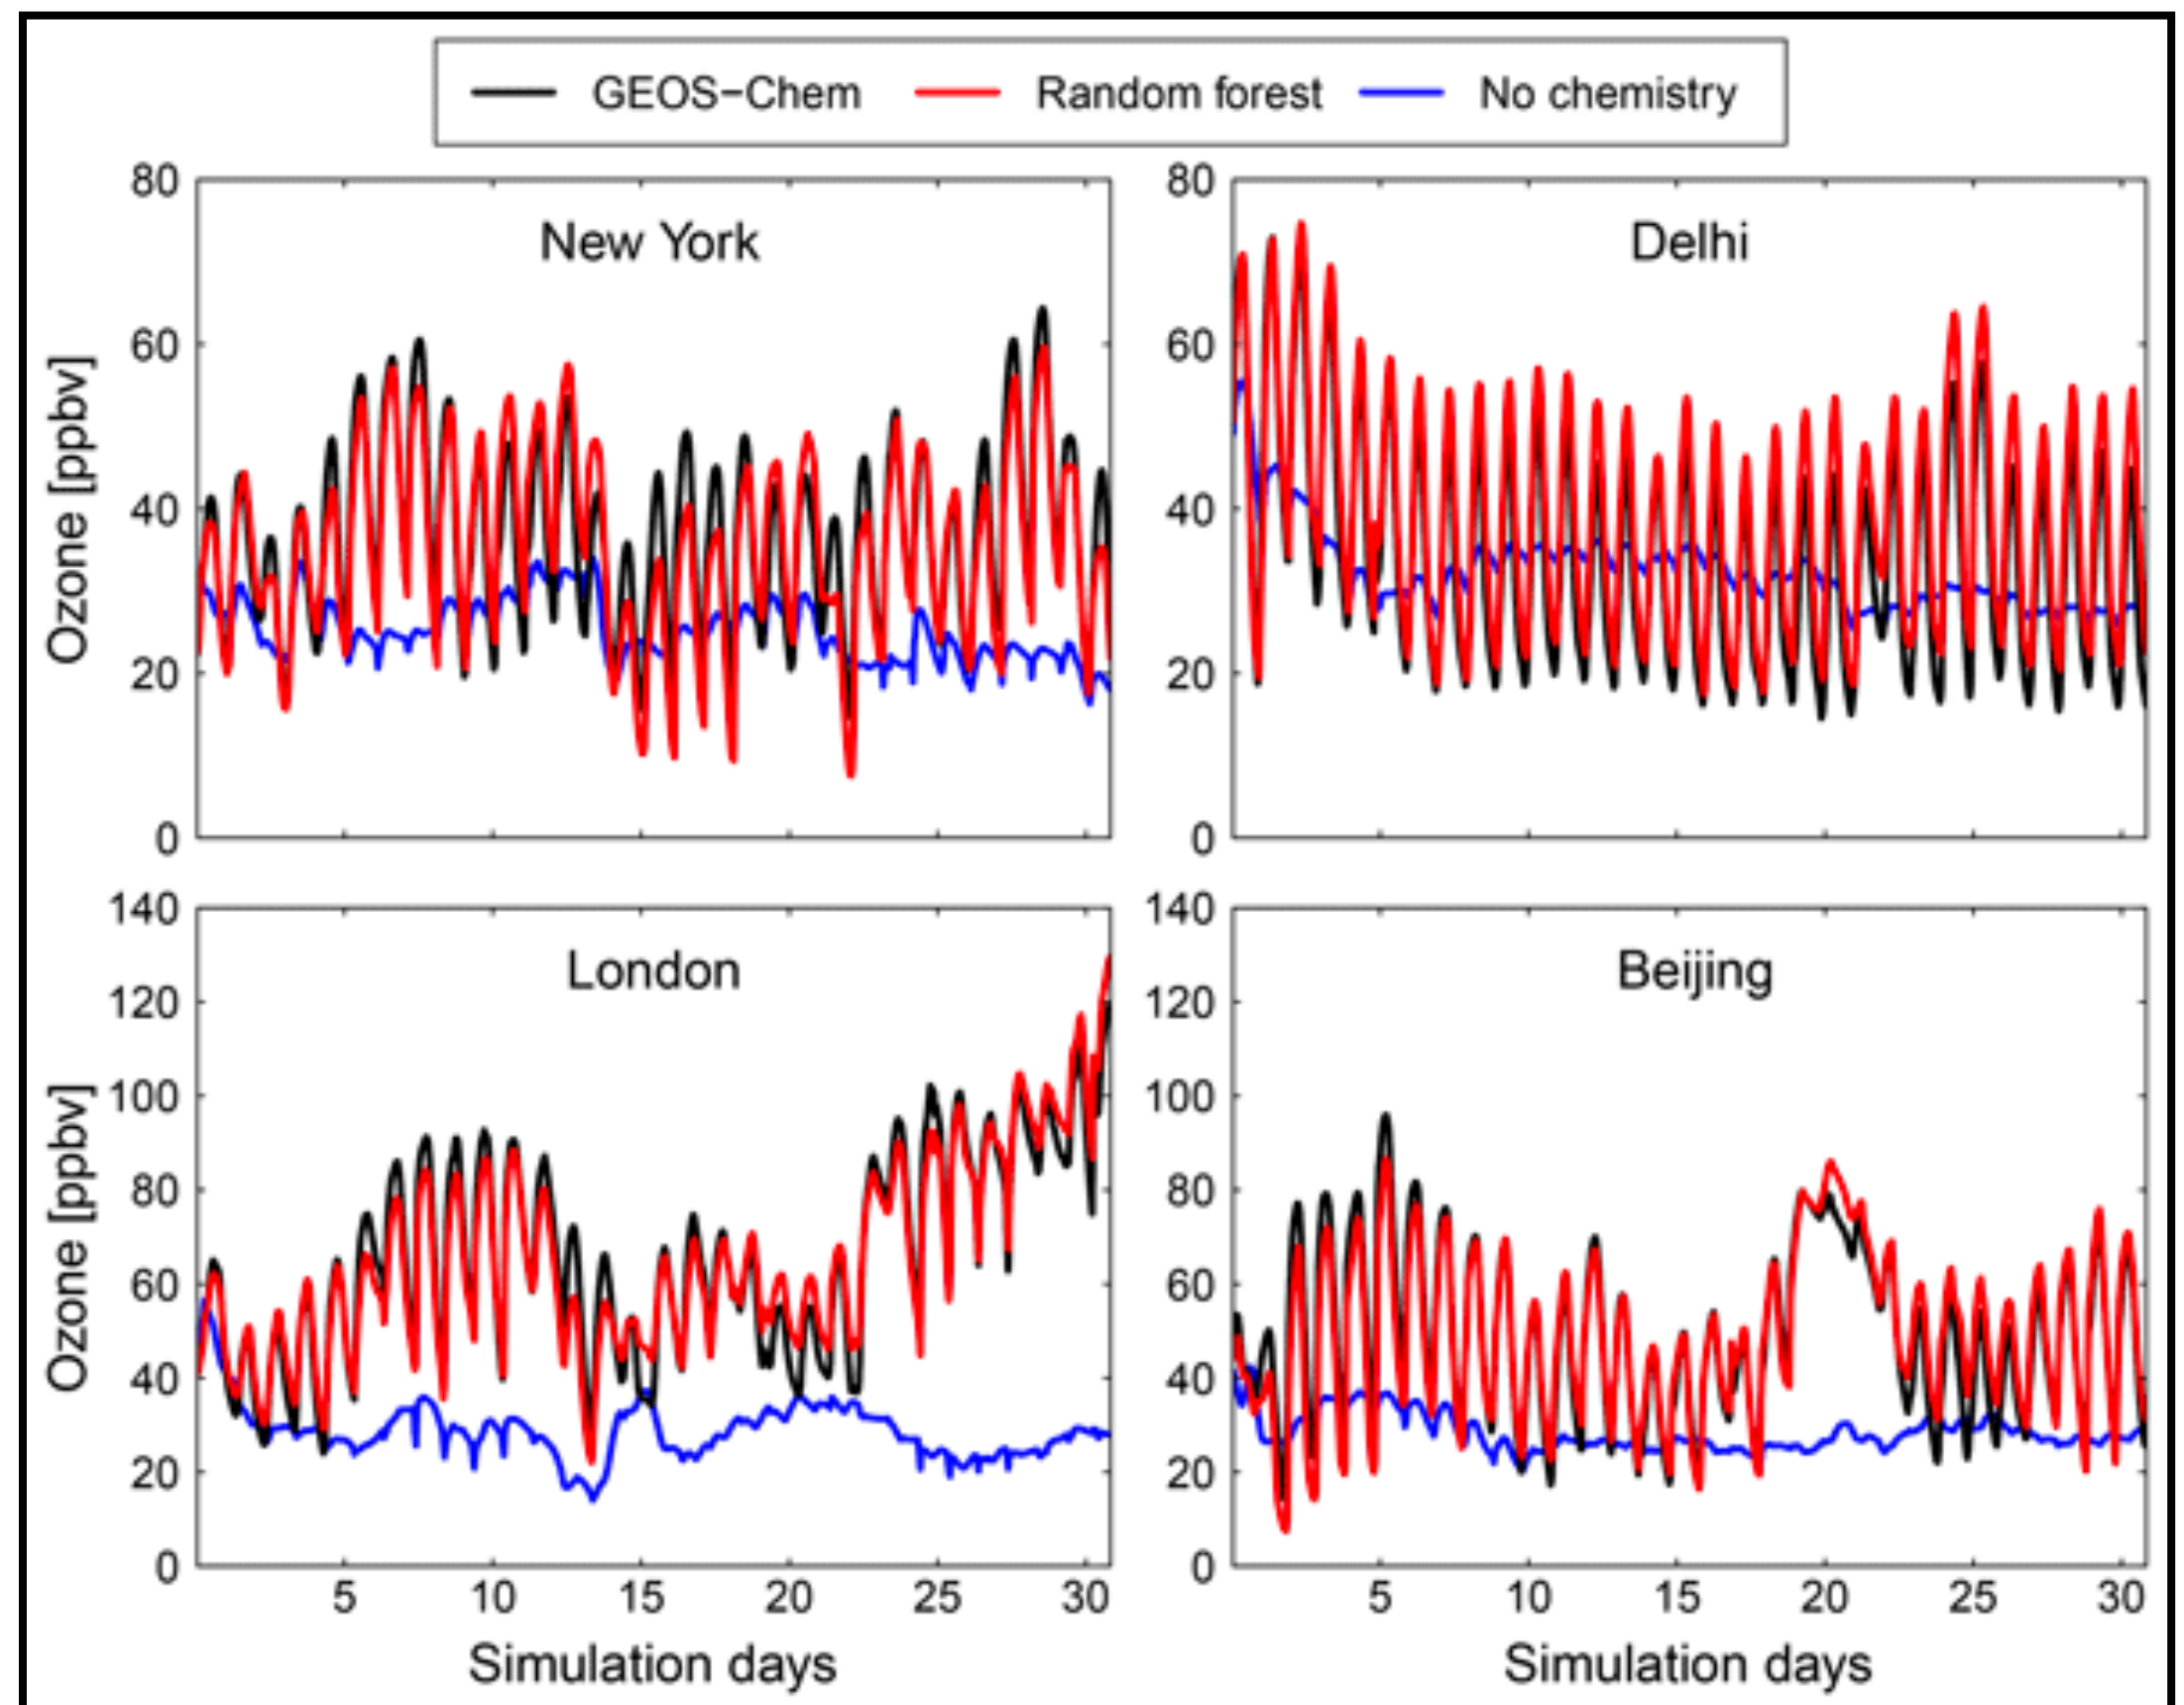 GEOS−Chem Random forest No chemistry
New York
Ozone [ppbv]
80
60
40
20
0
Delhi
80
60
40
20
0
London
Ozone [ppbv]
140
120
100
80
60
40
20
0
5 10 15 20 25 30
Simulation days
Beijing
140
120
100
80
60
40
20
0
5 10 15 20 25 30
Simulation days